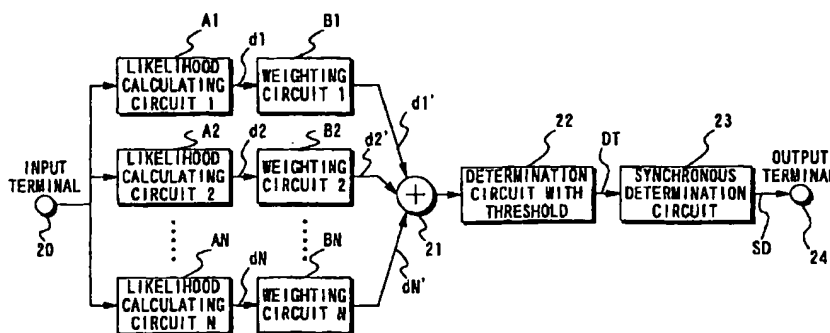 A1
d1
B1
LIKELIHOOD
CALCULATING
CIRCUIT 1
WEIGHTING
CIRCUIT 1
d1'
A2
d2
B2
d2'
LIKELIHOOD
CALCULATING
CIRCUIT 2
WEIGHTING
CIRCUIT 2
INPUT
TERMINAL
20
21
22
DETERMINATION
CIRCUIT WITH
THRESHOLD
DT
23
SYNCHRONOUS
DETERMINATION
CIRCUIT
SD
OUTPUT
TERMINAL
24
AN
dN
BN
dN'
LIKELIHOOD
CALCULATING
CIRCUIT N
WEIGHTING
CIRCUIT N